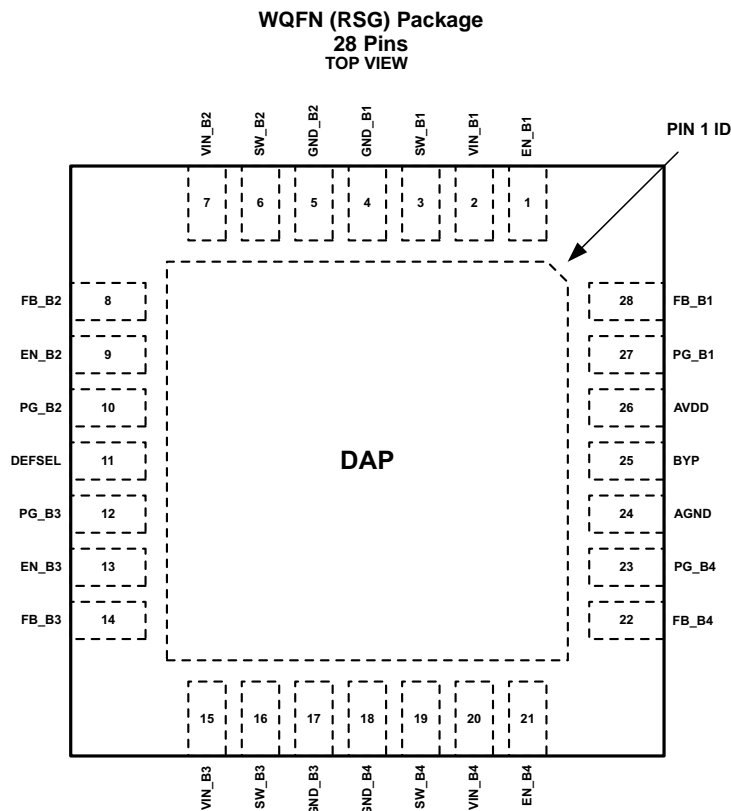 WQFN (RSG) Package
28 Pins
TOP VIEW
PIN 1 ID
VIN_B2
SW_B2
GND_B2
GND_B1
SW_B1
VIN_B1
EN_B1
7
6
5
4
3
2
1
FB_B2 8
EN_B2 9
PG_B2 10
DEFSEL 11
PG_B3 12
EN_B3 13
FB_B3 14
DAP
28 FB_B1
27 PG_B1
26 AVDD
25 BYP
24 AGND
23 PG_B4
22 FB_B4
15
16
17
18
19
20
21
VIN_B3
SW_B3
GND_B3
GND_B4
SW_B4
VIN_B4
EN_B4